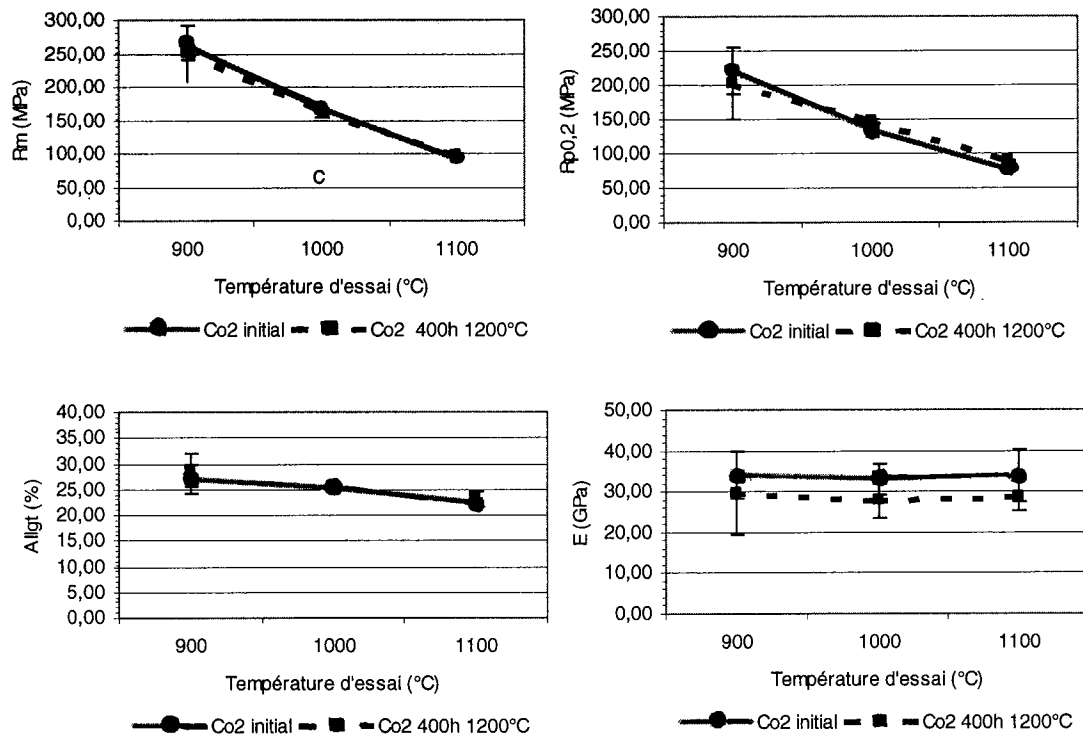 300,00
250,00
200,00
150,00
100,00
50,00
0,00
Rm (MPa)
C
900 1000 1100
Température d'essai (°C)
Co2 initial Co2 400h 1200°C
300,00
250,00
200,00
150,00
100,00
50,00
0,00
Rp0,2 (MPa)
900 1000 1100
Température d'essai (°C)
Co2 initial Co2 400h 1200°C
40,00
35,00
30,00
25,00
20,00
15,00
10,00
5,00
0,00
Allgt (%)
900 1000 1100
Température d'essai (°C)
Co2 initial Co2 400h 1200°C
50,00
40,00
30,00
20,00
10,00
0,00
E (GPa)
900 1000 1100
Température d'essai (°C)
Co2 initial Co2 400h 1200°C